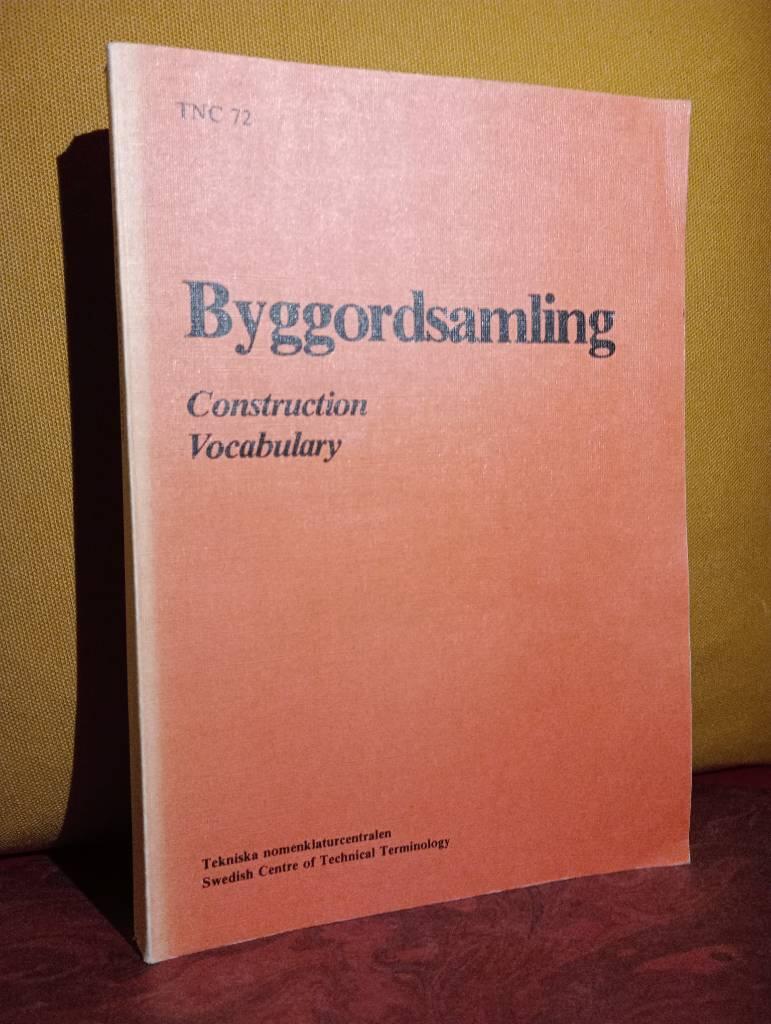 TNC 72
Byggordsamling
Construction
Vocabulary
Tekniska nomenklaturcentralen
Swedish Centre of Technical Terminology